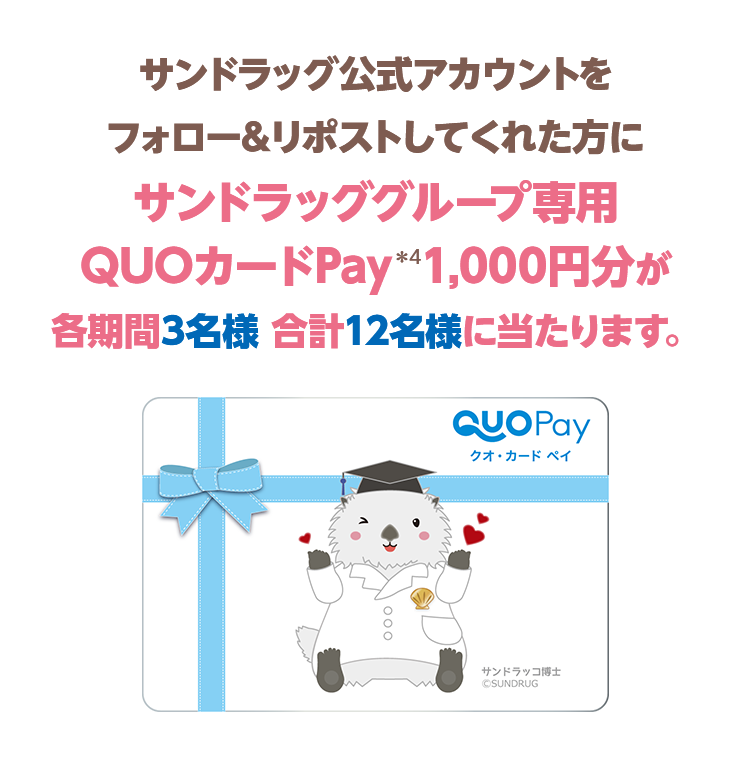 サンドラッグ公式アカウントを
フォロー&リポストしてくれた方に
サンドラッググループ専用
QUOカードPay*4 1,000円分が
各期間3名様 合計12名様に当たります。
QUOPay
クオ・カード ペイ
サンドラッコ博士
©SUNDRUG